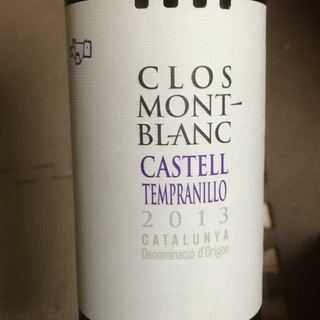 CLOS
MONT-
BLANC
CASTELL
TEMPRANILLO
2013
CATALUNYA
Denominació d'Origen